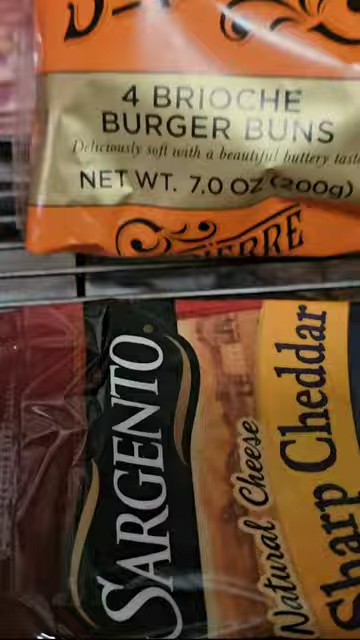 4 BRIOCHE
BURGER BUNS
Deliciously soft with a beautiful buttery taste
NET WT. 7.0 OZ (200g)
PIERRE
SARGENTO
Natural Cheese
Sharp Cheddar